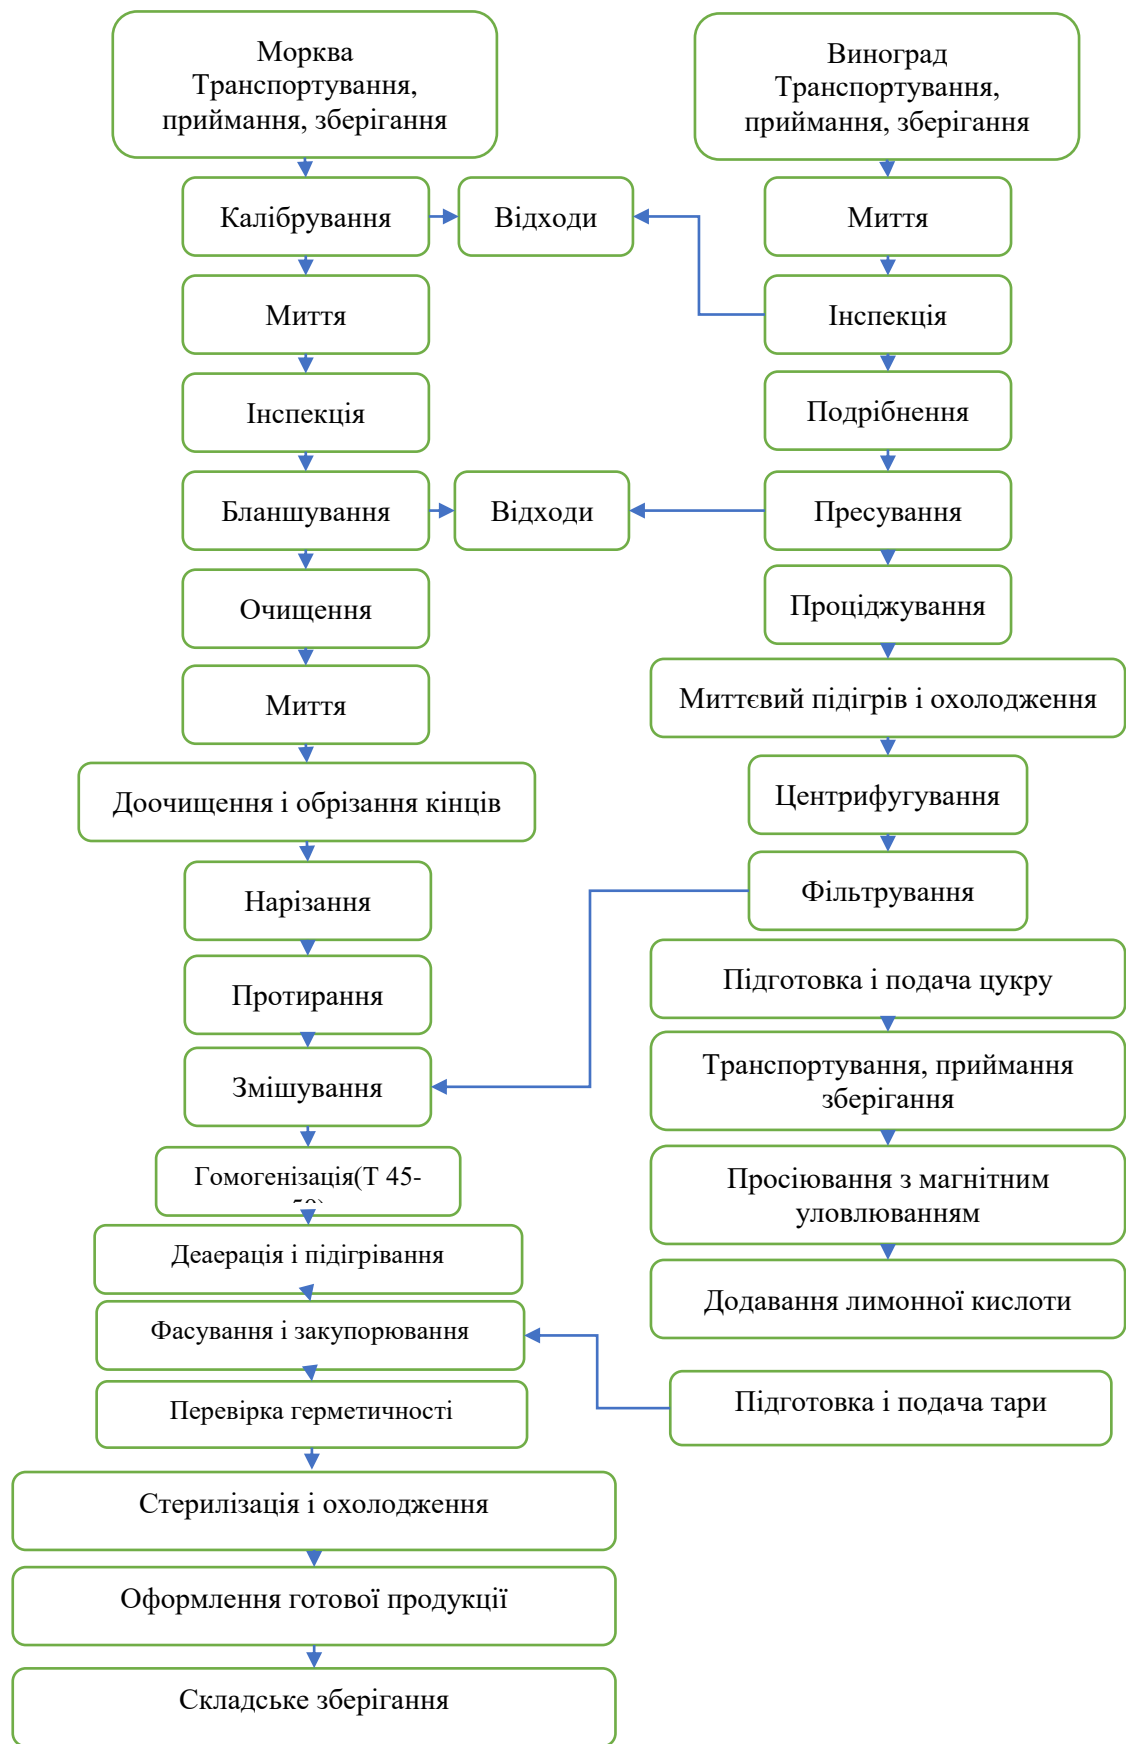 Морква
Транспортування,
приймання, зберігання
Виноград
Транспортування,
приймання, зберігання
Калібрування
Відходи
Миття
Миття
Інспекція
Інспекція
Подрібнення
Бланшування
Відходи
Пресування
Очищення
Проціджування
Миття
Миттєвий підігрів і охолодження
Доочищення і обрізання кінців
Центрифугування
Нарізання
Фільтрування
Протирання
Підготовка і подача цукру
Змішування
Транспортування, приймання
зберігання
Гомогенізація(Т 45-
Просіювання з магнітним
уловлюванням
Деаерація і підігрівання
Додавання лимонної кислоти
Фасування і закупорювання
Перевірка герметичності
Підготовка і подача тари
Стерилізація і охолодження
Оформлення готової продукції
Складське зберігання